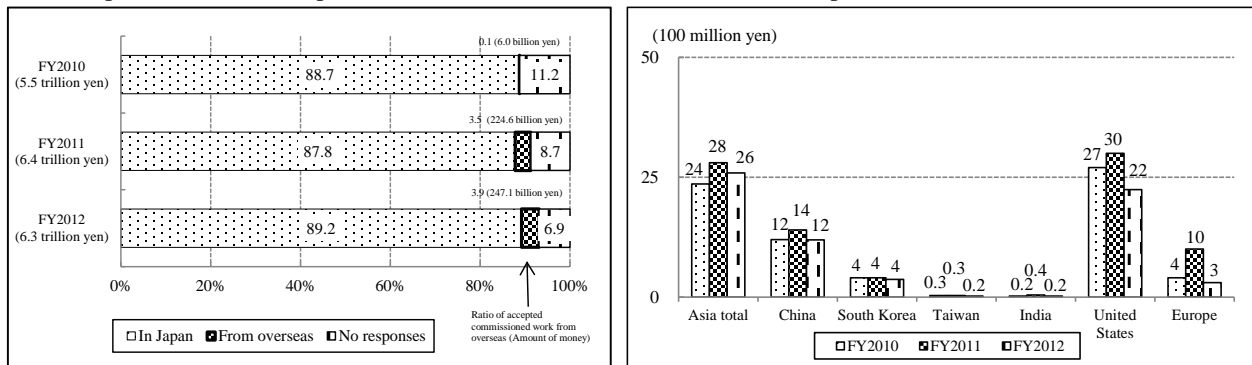 0.1 (6.0 billion yen)
FY2010
(5.5 trillion yen)
88.7
11.2
3.5 (224.6 billion yen)
FY2011
(6.4 trillion yen)
87.8
8.7
3.9 (247.1 billion yen)
FY2012
(6.3 trillion yen)
89.2
6.9
0% 20% 40% 60% 80% 100%
Ratio of accepted
commissioned work from
overseas (Amount of money)
In Japan From overseas No responses
(100 million yen)
50
25
0
24 28 26
12 14 12
4 4 4
0.3 0.3 0.2
0.2 0.4 0.2
27 30 22
4 10 3
Asia total China South Korea Taiwan India United States Europe
FY2010 FY2011 FY2012